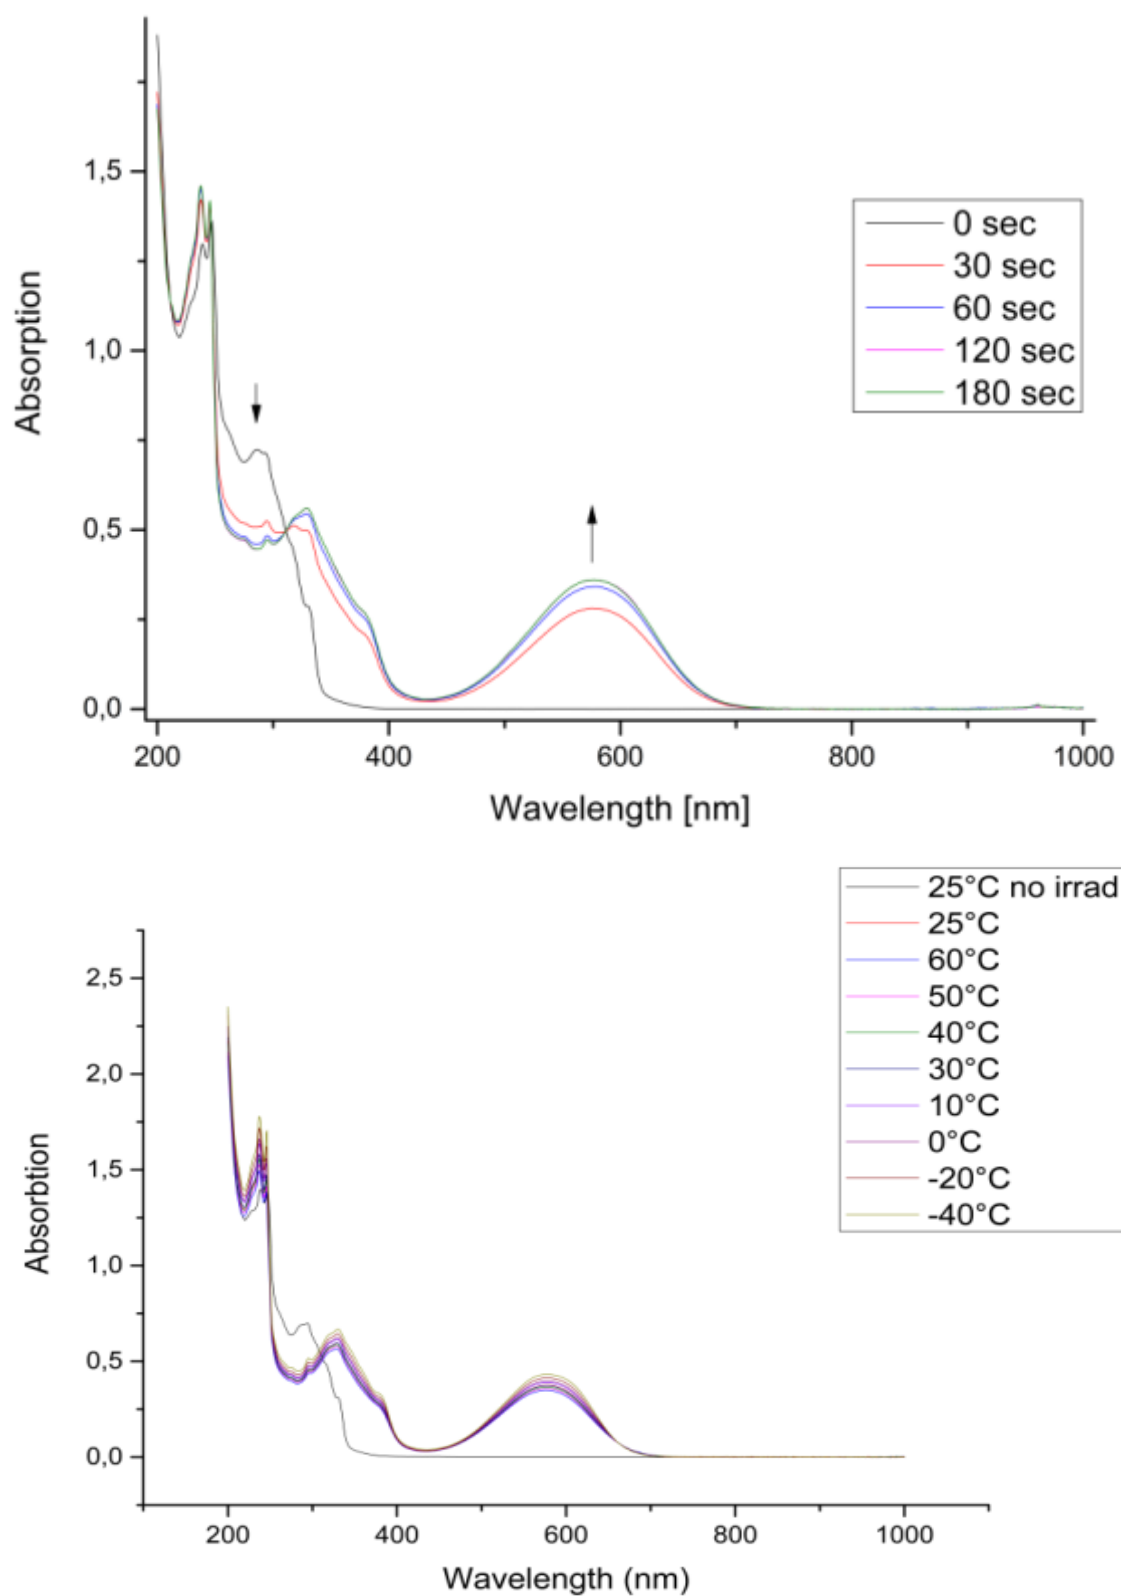 1,5
1,0
0,5
0,0
Absorption
0 sec
30 sec
60 sec
120 sec
180 sec
200
400
600
800
1000
Wavelength [nm]
25°C no irrad
25°C
60°C
50°C
40°C
30°C
10°C
0°C
-20°C
-40°C
2,5
2,0
1,5
1,0
0,5
0,0
Absorbtion
200
400
600
800
1000
Wavelength (nm)